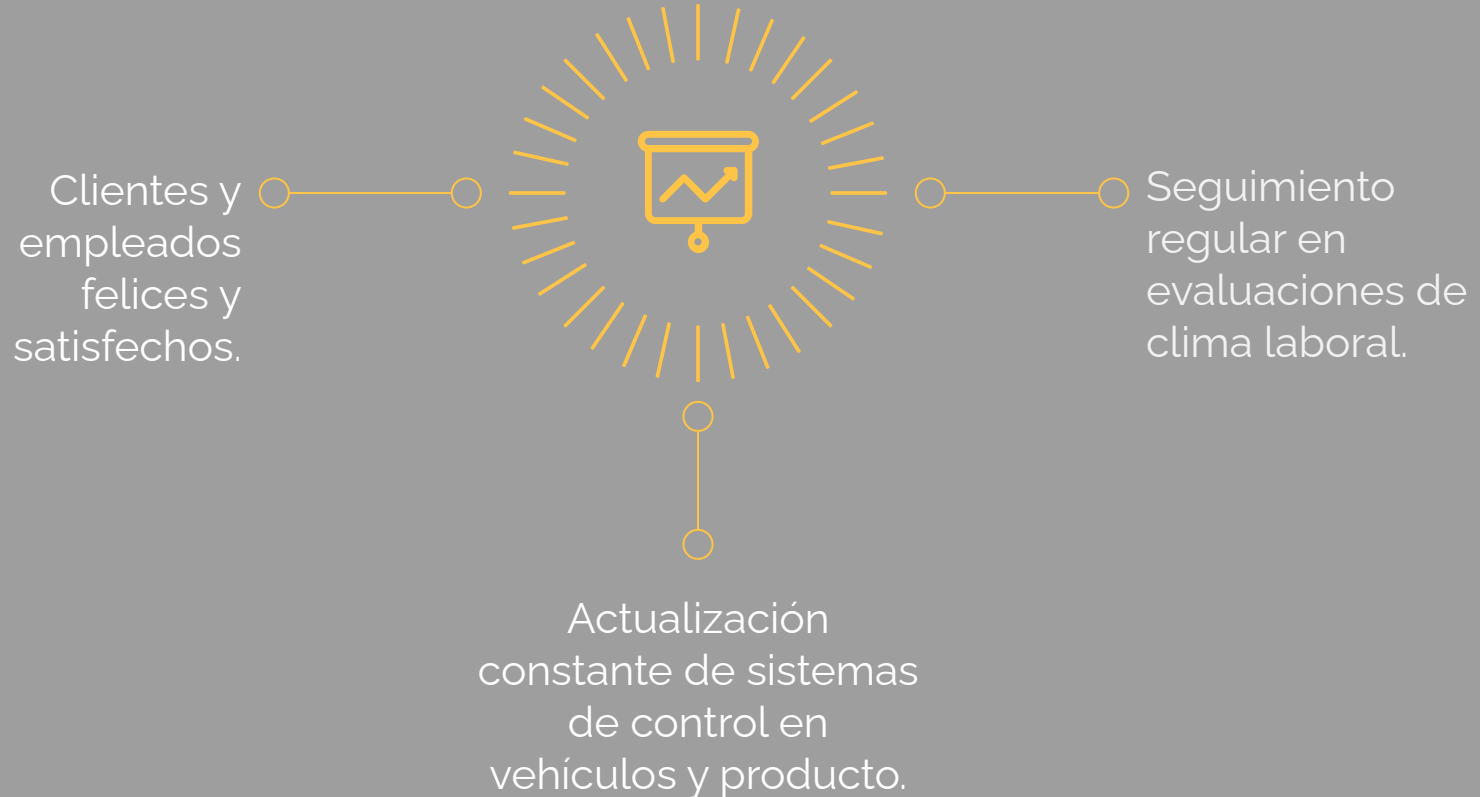 Clientes y
empleados
felices y
satisfechos.
Seguimiento
regular en
evaluaciones de
clima laboral.
Actualización
constante de sistemas
de control en
vehículos y producto.